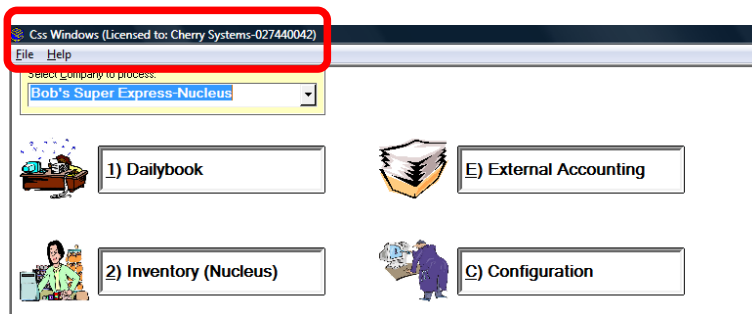 Css Windows (Licensed to: Cherry Systems-027440042)
File Help
Select Company to process:
Bob's Super Express-Nucleus
1) Dailybook
E) External Accounting
2) Inventory (Nucleus)
C) Configuration